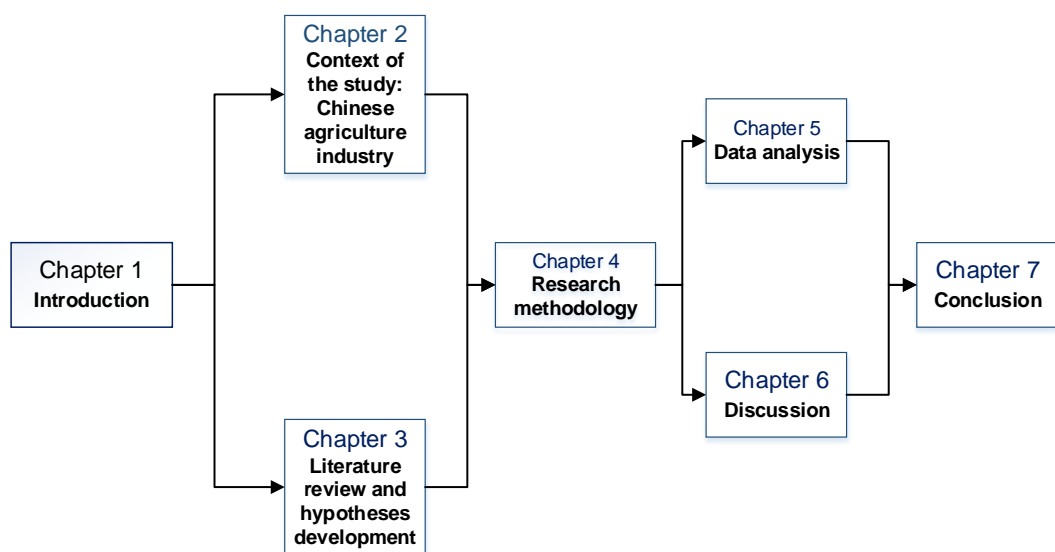 Chapter 1
Introduction
Chapter 2
Context of
the study:
Chinese
agriculture
industry
Chapter 3
Literature
review and
hypotheses
development
Chapter 4
Research
methodology
Chapter 5
Data analysis
Chapter 6
Discussion
Chapter 7
Conclusion